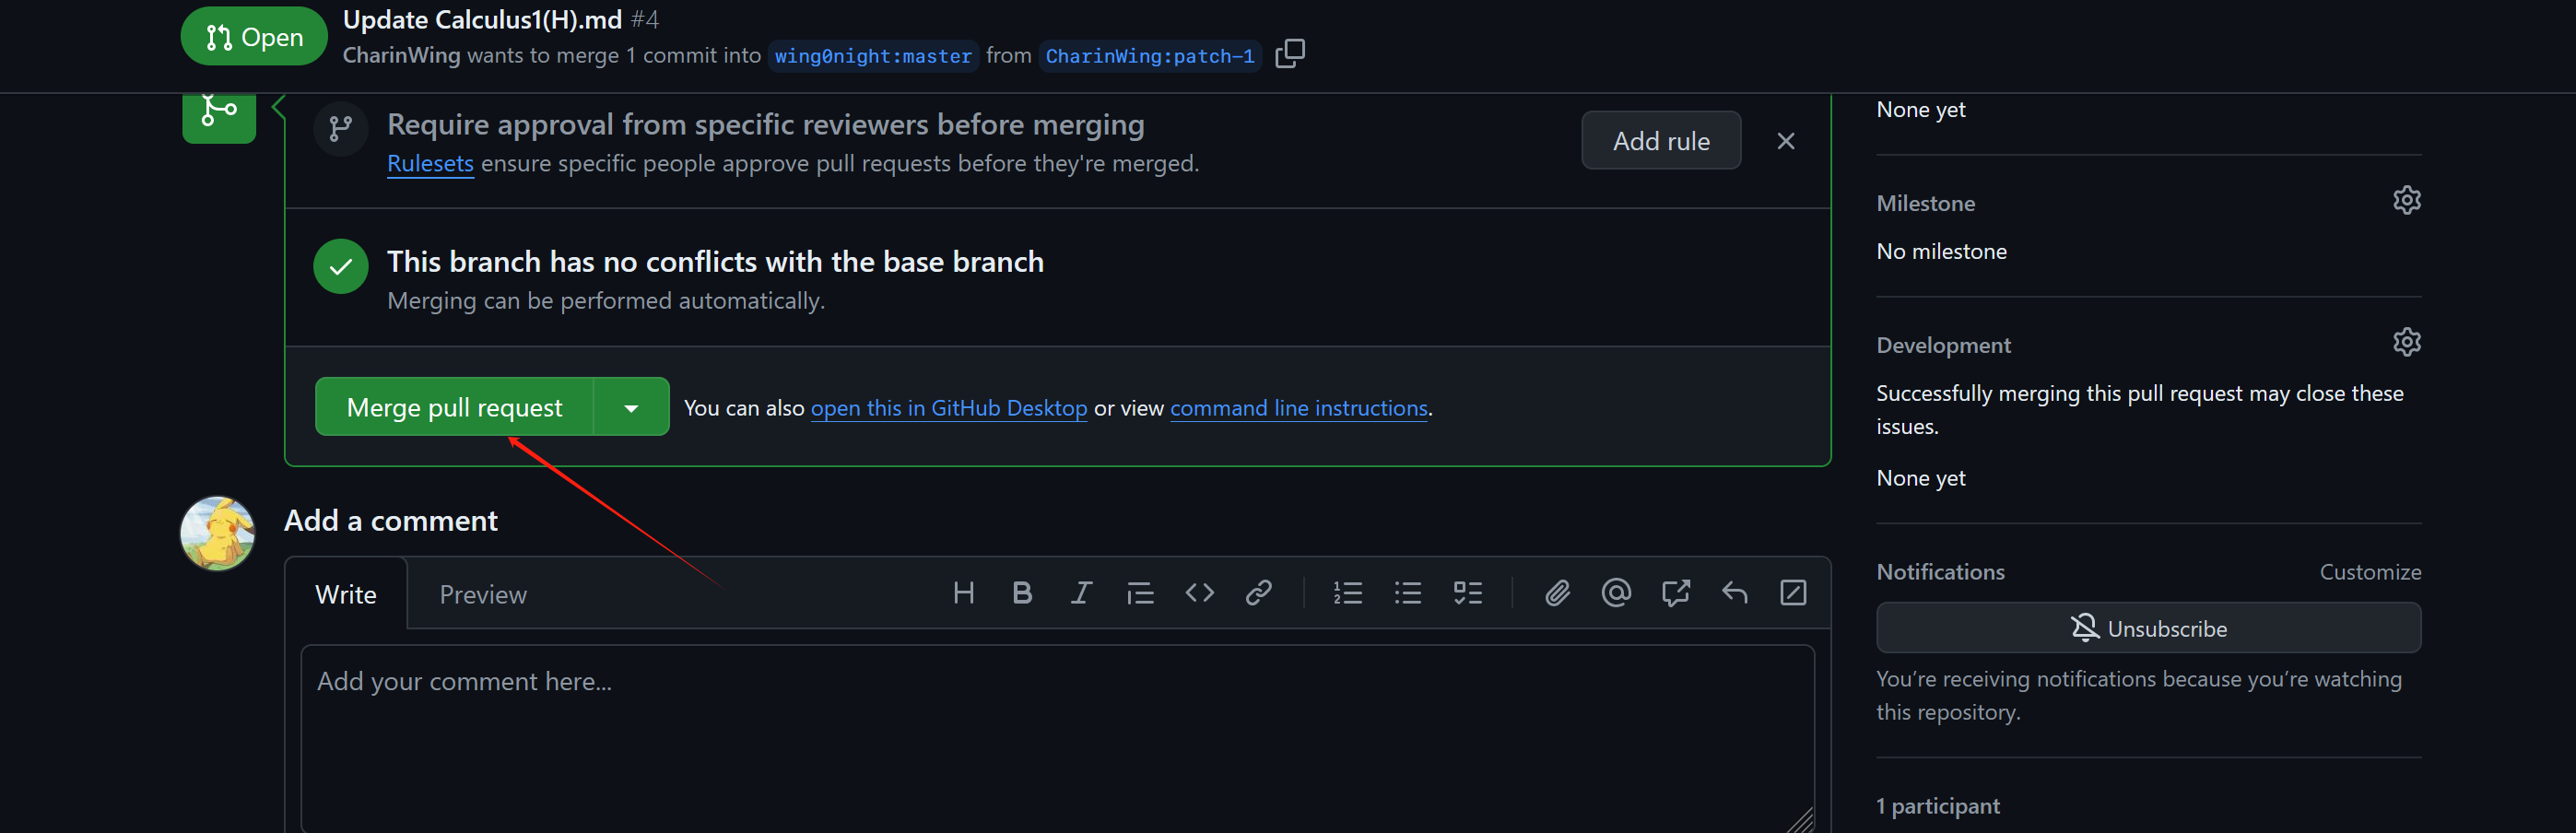 Open
Update Calculus1(H).md #4
CharinWing wants to merge 1 commit into wing0night:master from CharinWing:patch-1
Require approval from specific reviewers before merging
Rulesets ensure specific people approve pull requests before they're merged.
Add rule
This branch has no conflicts with the base branch
Merging can be performed automatically.
Merge pull request
You can also open this in GitHub Desktop or view command line instructions.
Add a comment
Write
Preview
Add your comment here...
None yet
Milestone
No milestone
Development
Successfully merging this pull request may close these
issues.
None yet
Notifications
Customize
Unsubscribe
You’re receiving notifications because you’re watching
this repository.
1 participant